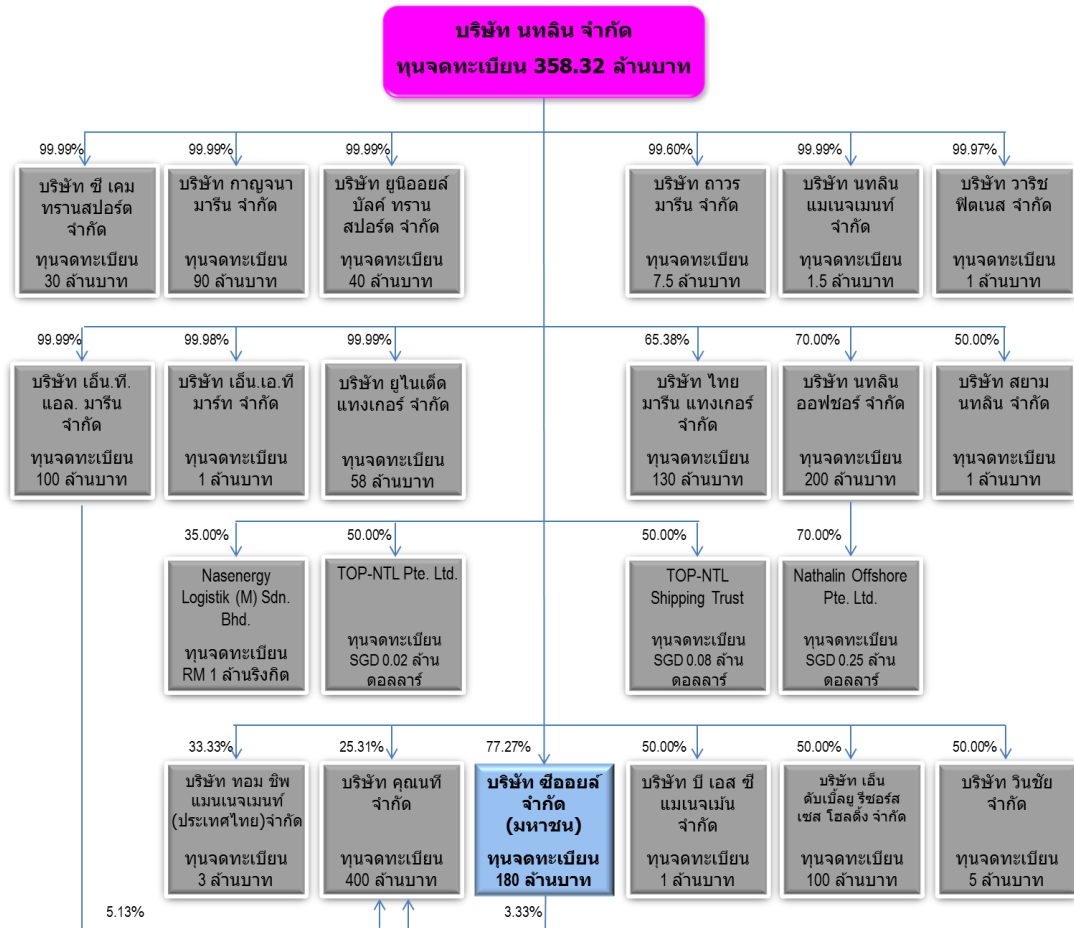 บริษัท นทลิน จำกัด
ทุนจดทะเบียน 358.32 ล้านบาท
99.99%
99.99%
99.99%
99.60%
99.99%
99.97%
บริษัท ซี เคม
ทรานสปอร์ต
จำกัด
ทุนจดทะเบียน
30 ล้านบาท
บริษัท กาญจนา
มารีน จำกัด
ทุนจดทะเบียน
90 ล้านบาท
บริษัท ยูนิออยล์
บัลค์ ทราน
สปอร์ต จำกัด
ทุนจดทะเบียน
40 ล้านบาท
บริษัท ถาวร
มารีน จำกัด
ทุนจดทะเบียน
7.5 ล้านบาท
บริษัท นทลิน
แมเนจเมนท์
จำกัด
ทุนจดทะเบียน
1.5 ล้านบาท
บริษัท วาริช
ฟิตเนส จำกัด
ทุนจดทะเบียน
1 ล้านบาท
99.99%
99.98%
99.99%
65.38%
70.00%
50.00%
บริษัท เอ็น.ที.
แอล. มารีน
จำกัด
ทุนจดทะเบียน
100 ล้านบาท
บริษัท เอ็น.เอ.ที
มาร์ท จำกัด
ทุนจดทะเบียน
1 ล้านบาท
บริษัท ยูไนเต็ด
แทงเกอร์ จำกัด
ทุนจดทะเบียน
58 ล้านบาท
บริษัท ไทย
มารีน แทงเกอร์
จำกัด
ทุนจดทะเบียน
130 ล้านบาท
บริษัท นทลิน
ออฟชอร์ จำกัด
ทุนจดทะเบียน
200 ล้านบาท
บริษัท สยาม
นทลิน จำกัด
ทุนจดทะเบียน
1 ล้านบาท
35.00%
50.00%
50.00%
70.00%
Nasenergy
Logistik (M) Sdn.
Bhd.
ทุนจดทะเบียน
RM 1 ล้านริงกิต
TOP-NTL Pte. Ltd.
ทุนจดทะเบียน
SGD 0.02 ล้าน
ดอลลาร์
TOP-NTL
Shipping Trust
ทุนจดทะเบียน
SGD 0.08 ล้าน
ดอลลาร์
Nathalin Offshore
Pte. Ltd.
ทุนจดทะเบียน
SGD 0.25 ล้าน
ดอลลาร์
33.33%
25.31%
77.27%
50.00%
50.00%
50.00%
บริษัท ทอม ชิพ
แมนเนจเมนท์
(ประเทศไทย)จำกัด
ทุนจดทะเบียน
3 ล้านบาท
บริษัท คุณนที
จำกัด
ทุนจดทะเบียน
400 ล้านบาท
บริษัท ซีออยล์
จำกัด
(มหาชน)
ทุนจดทะเบียน
180 ล้านบาท
บริษัท บี เอส ซี
แมเนจเม้น
จำกัด
ทุนจดทะเบียน
1 ล้านบาท
บริษัท เอ็น
ดับเบิ้ลยู รีซอร์ส
เซส โฮลดิ้ง จำกัด
ทุนจดทะเบียน
100 ล้านบาท
บริษัท วินชัย
จำกัด
ทุนจดทะเบียน
5 ล้านบาท
5.13%
3.33%